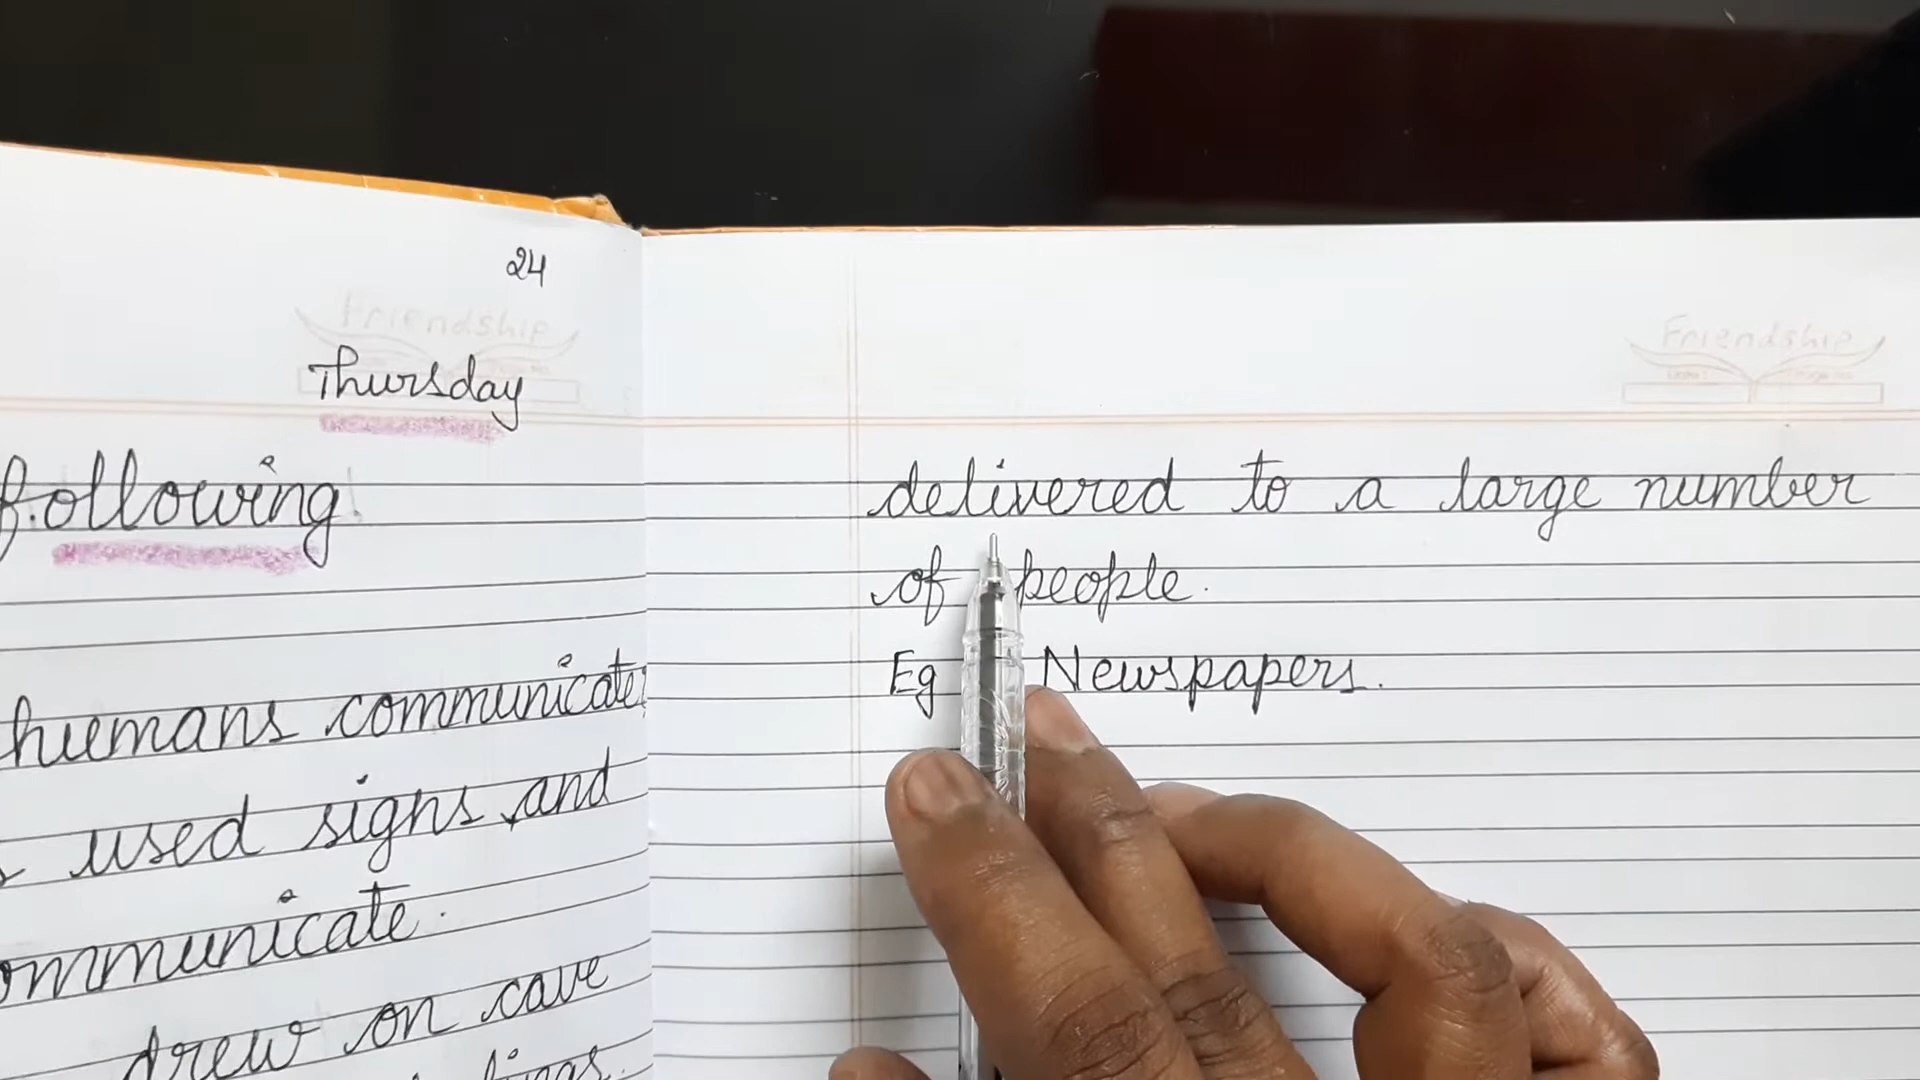 24
Friendship
Thursday
following
humans communicate
used signs and
communicate.
drew on cave
Friendship
delivered to a large number
of people.
Eg Newspapers.